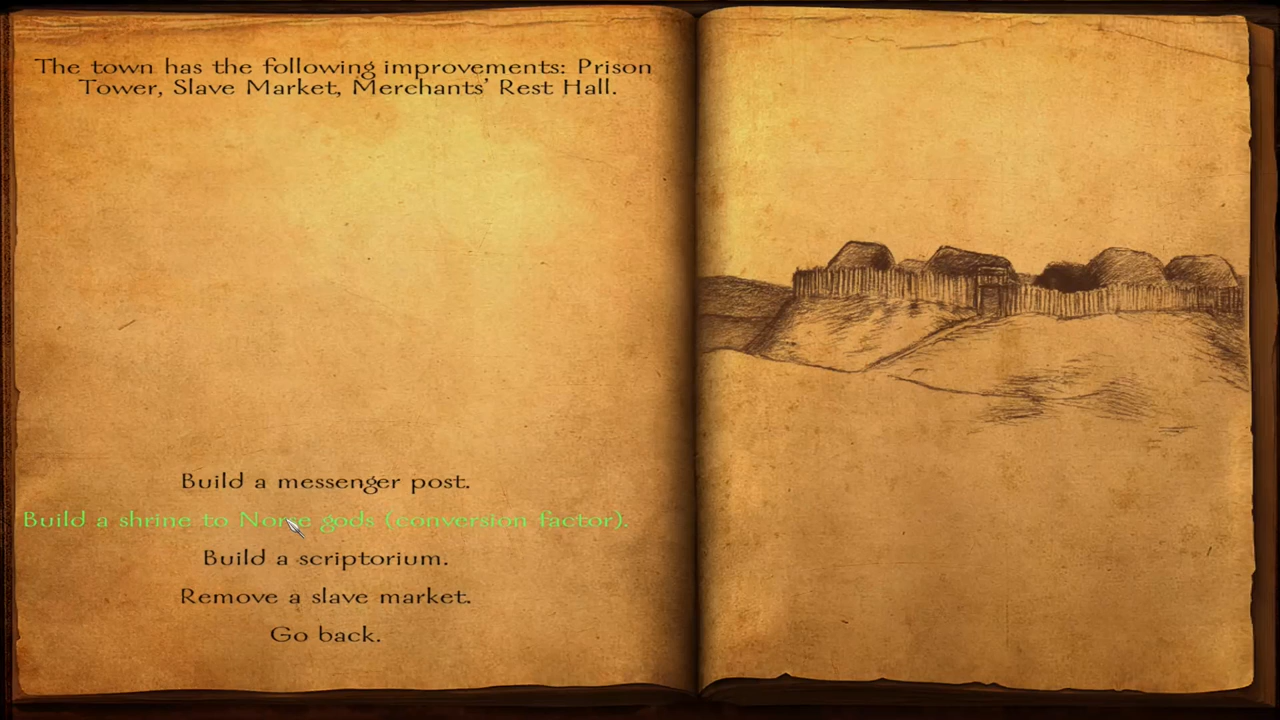 The town has the following improvements: Prison
Tower, Slave Market, Merchants' Rest Hall.
Build a messenger post.
Build a shrine to Norse gods (conversion factor).
Build a scriptorium.
Remove a slave market.
Go back.